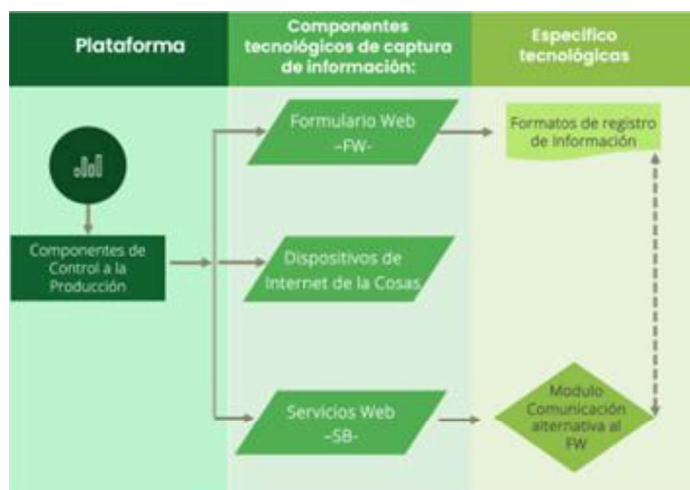 Plataforma
Componentes
tecnológicos de captura
de información:
Específico
tecnológicas
Formulario Web
–FW-
Formatos de registro
de Información
Componentes de
Control a la
Producción
Dispositivos de
Internet de la Cosas
Servicios Web
–SB-
Modulo
Comunicación
alternativa al
FW